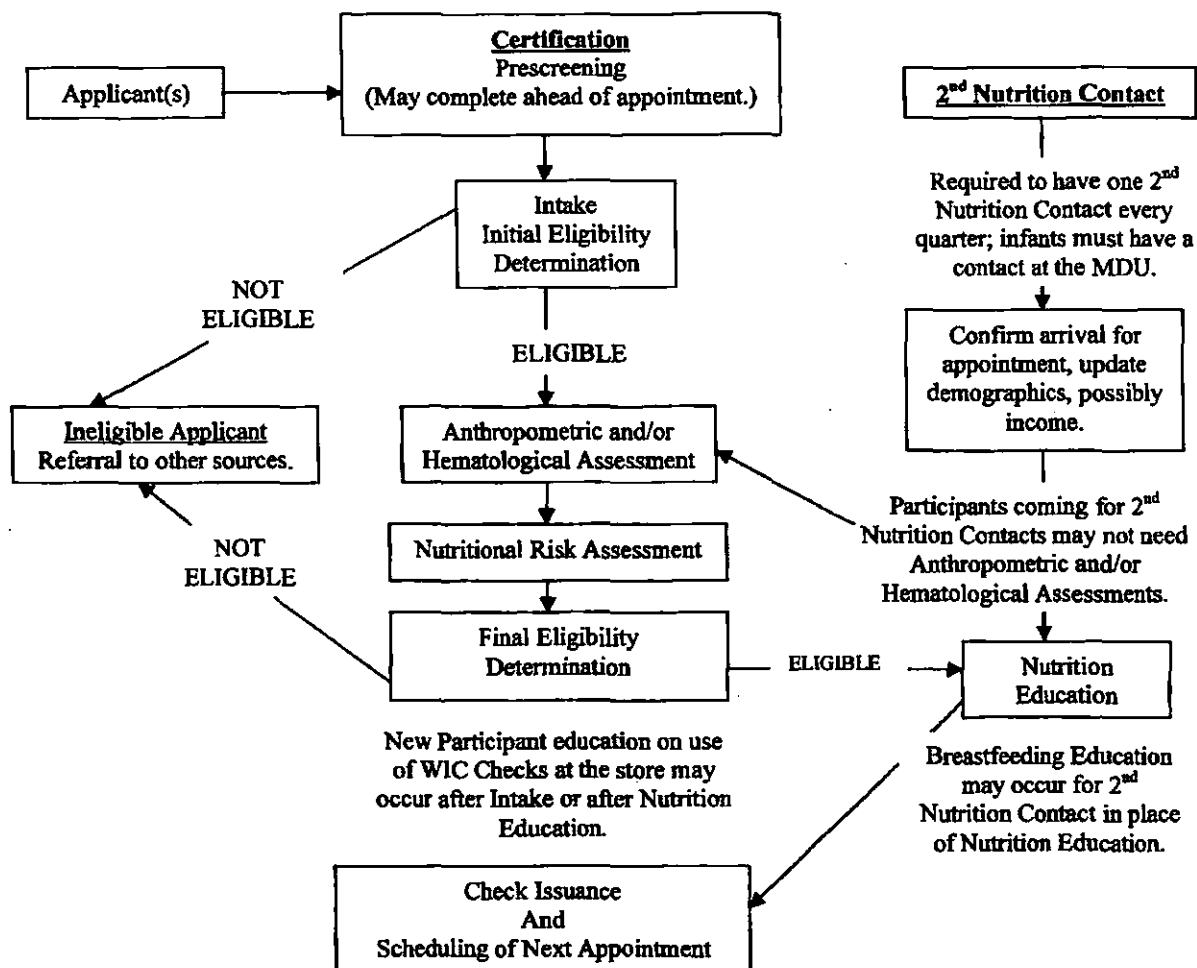 Certification
Prescreening
(May complete ahead of appointment.)
Applicant(s)
2nd Nutrition Contact
Intake
Initial Eligibility
Determination
Required to have one 2nd
Nutrition Contact every
quarter; infants must have a
contact at the MDU.
NOT
ELIGIBLE
ELIGIBLE
Confirm arrival for
appointment, update
demographics, possibly
income.
Ineligible Applicant
Referral to other sources.
Anthropometric and/or
Hematological Assessment
Participants coming for 2nd
Nutrition Contacts may not need
Anthropometric and/or
Hematological Assessments.
NOT
ELIGIBLE
Nutritional Risk Assessment
Final Eligibility
Determination
ELIGIBLE
Nutrition
Education
New Participant education on use
of WIC Checks at the store may
occur after Intake or after Nutrition
Education.
Breastfeeding Education
may occur for 2nd
Nutrition Contact in place
of Nutrition Education.
Check Issuance
And
Scheduling of Next Appointment